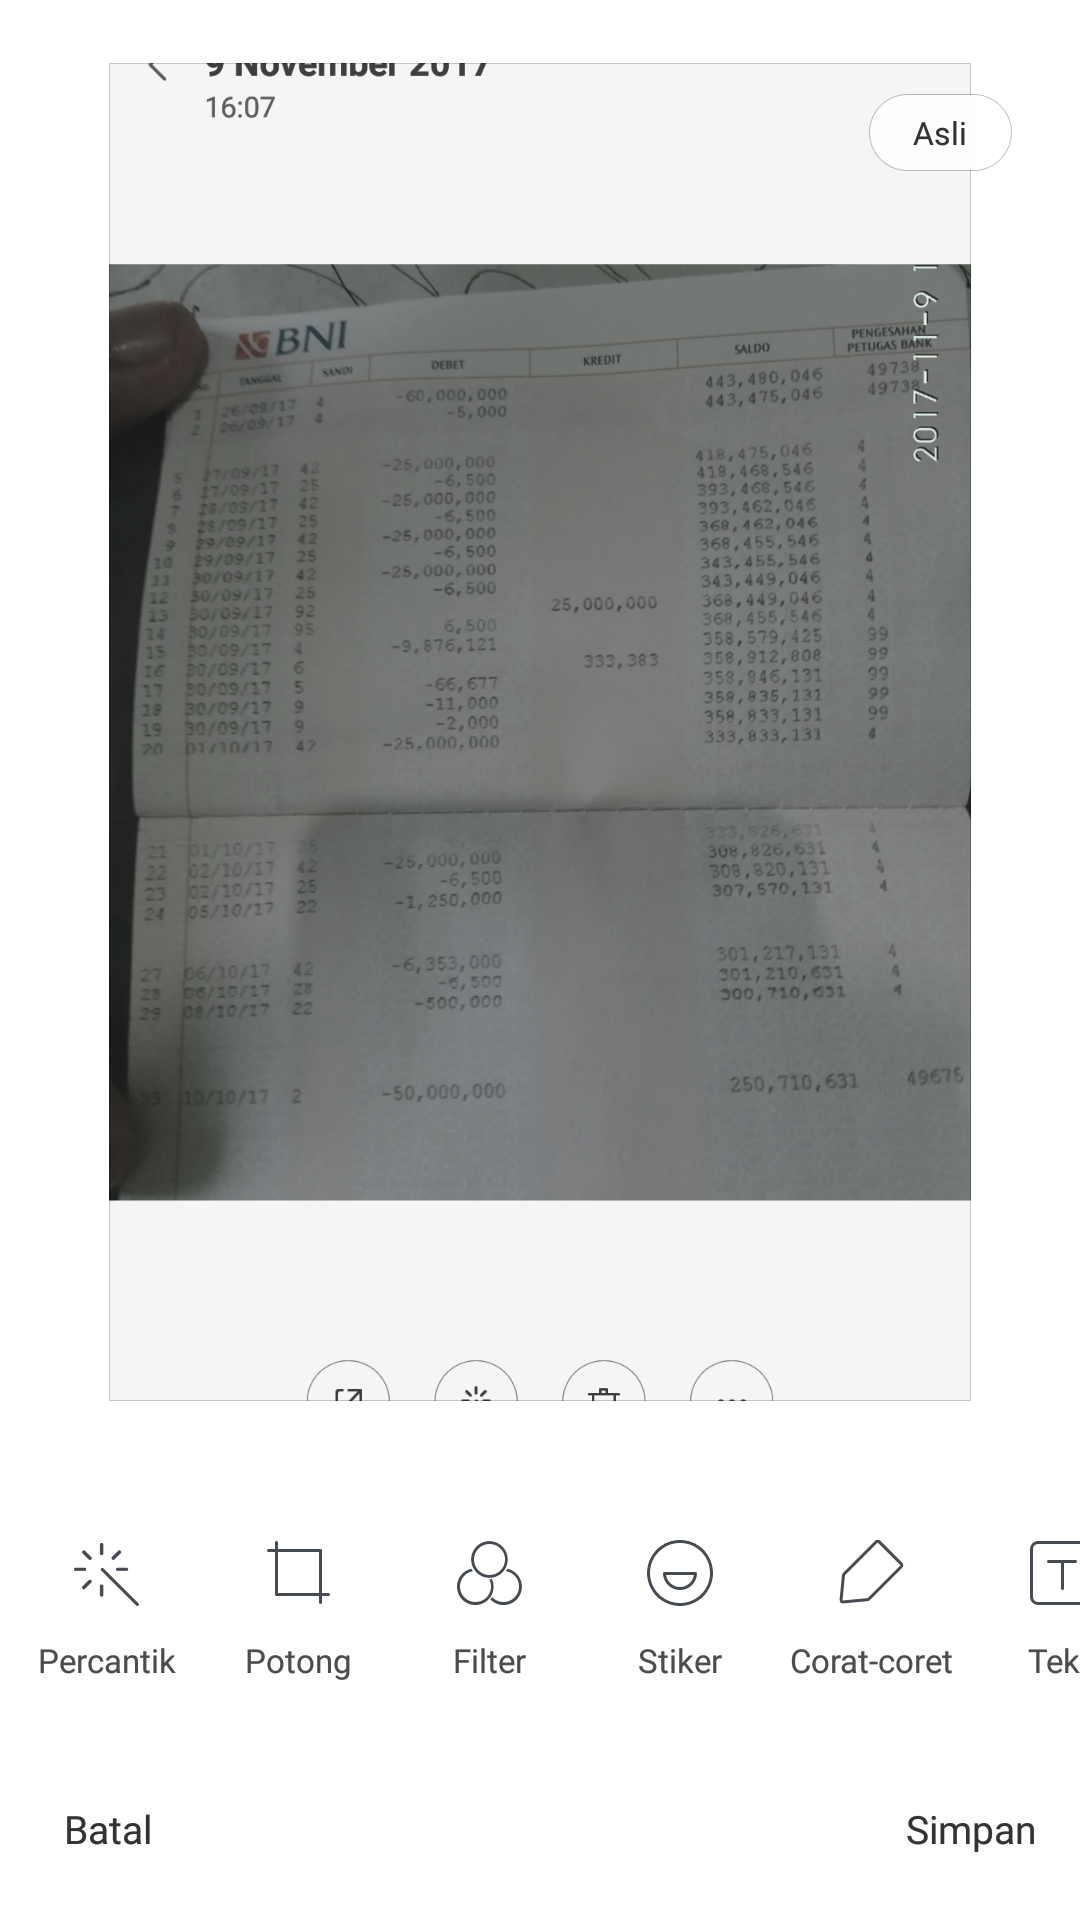 9 November 2017
16:07
Asli
2017-11-9 1
BNI
TANGGAL SANDI DEBET KREDIT SALDO PENGESAHAN PETUGAS BANK
1 26/09/17 4 -60,000,000 443,480,046 49738
2 26/09/17 4 -5,000 443,475,046 49738
5 27/09/17 42 -25,000,000 418,475,046 4
6 27/09/17 25 -6,500 418,468,546 4
7 28/09/17 42 -25,000,000 393,468,546 4
8 28/09/17 25 -6,500 393,462,046 4
9 29/09/17 42 -25,000,000 368,462,046 4
10 29/09/17 25 -6,500 368,455,546 4
11 30/09/17 42 -25,000,000 343,455,546 4
12 30/09/17 25 -6,500 343,449,046 4
13 30/09/17 92 25,000,000 368,449,046 4
14 30/09/17 95 6,500 368,455,546 4
15 30/09/17 4 -9,876,121 358,579,425 99
16 30/09/17 6 333,383 358,912,808 99
17 30/09/17 5 -66,677 358,846,131 99
18 30/09/17 9 -11,000 358,835,131 99
19 30/09/17 9 -2,000 358,833,131 99
20 01/10/17 42 -25,000,000 333,833,131 4
21 01/10/17 25 333,826,631 4
22 02/10/17 42 -25,000,000 308,826,631 4
23 02/10/17 25 -6,500 308,820,131 4
24 05/10/17 22 -1,250,000 307,570,131 4
27 06/10/17 42 -6,353,000 301,217,131 4
28 06/10/17 28 -6,500 301,210,631 4
29 08/10/17 22 -500,000 300,710,631 4
33 10/10/17 2 -50,000,000 250,710,631 49675
Percantik Potong Filter Stiker Corat-coret
Batal Simpan